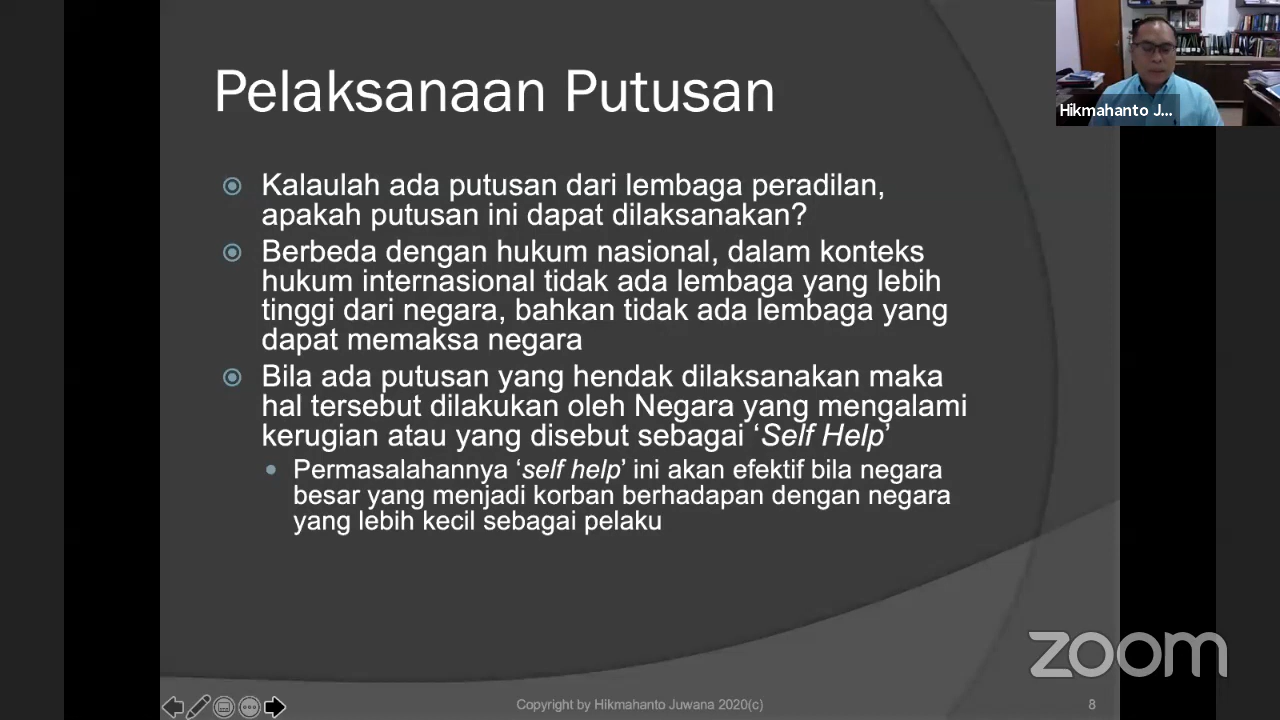 Pelaksanaan Putusan
Hikmahanto J...
Kalaulah ada putusan dari lembaga peradilan,
apakah putusan ini dapat dilaksanakan?
Berbeda dengan hukum nasional, dalam konteks
hukum internasional tidak ada lembaga yang lebih
tinggi dari negara, bahkan tidak ada lembaga yang
dapat memaksa negara
Bila ada putusan yang hendak dilaksanakan maka
hal tersebut dilakukan oleh Negara yang mengalami
kerugian atau yang disebut sebagai ‘Self Help’
Permasalahannya ‘self help’ ini akan efektif bila negara
besar yang menjadi korban berhadapan dengan negara
yang lebih kecil sebagai pelaku
zoom
Copyright by Hikmahanto Juwana 2020(c)
8